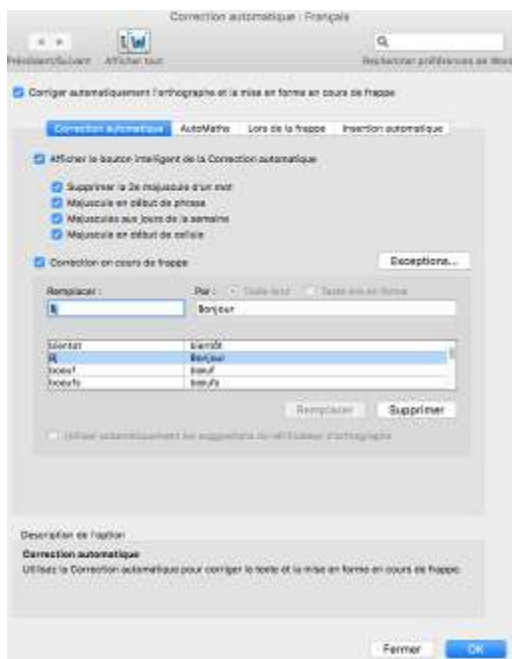 Correction automatique : Français
Précédent/Suivant Afficher tout Rechercher préférences de Word
Corriger automatiquement l'orthographe et la mise en forme en cours de frappe
Correction automatique AutoMaths Lors de la frappe Insertion automatique
Afficher le bouton intelligent de la Correction automatique
Supprimer la 2e majuscule d'un mot
Majuscule en début de phrase
Majuscules aux jours de la semaine
Majuscule en début de cellule
Correction en cours de frappe Exceptions...
Remplacer : Par : Texte brut Texte mis en forme
Bj Bonjour
bientot bientôt
Bj Bonjour
boeuf bœuf
boeufs bœufs
Remplacer Supprimer
Utiliser automatiquement les suggestions du vérificateur d'orthographe
Description de l'option
Correction automatique
Utilisez la Correction automatique pour corriger le texte et la mise en forme en cours de frappe.
Fermer OK